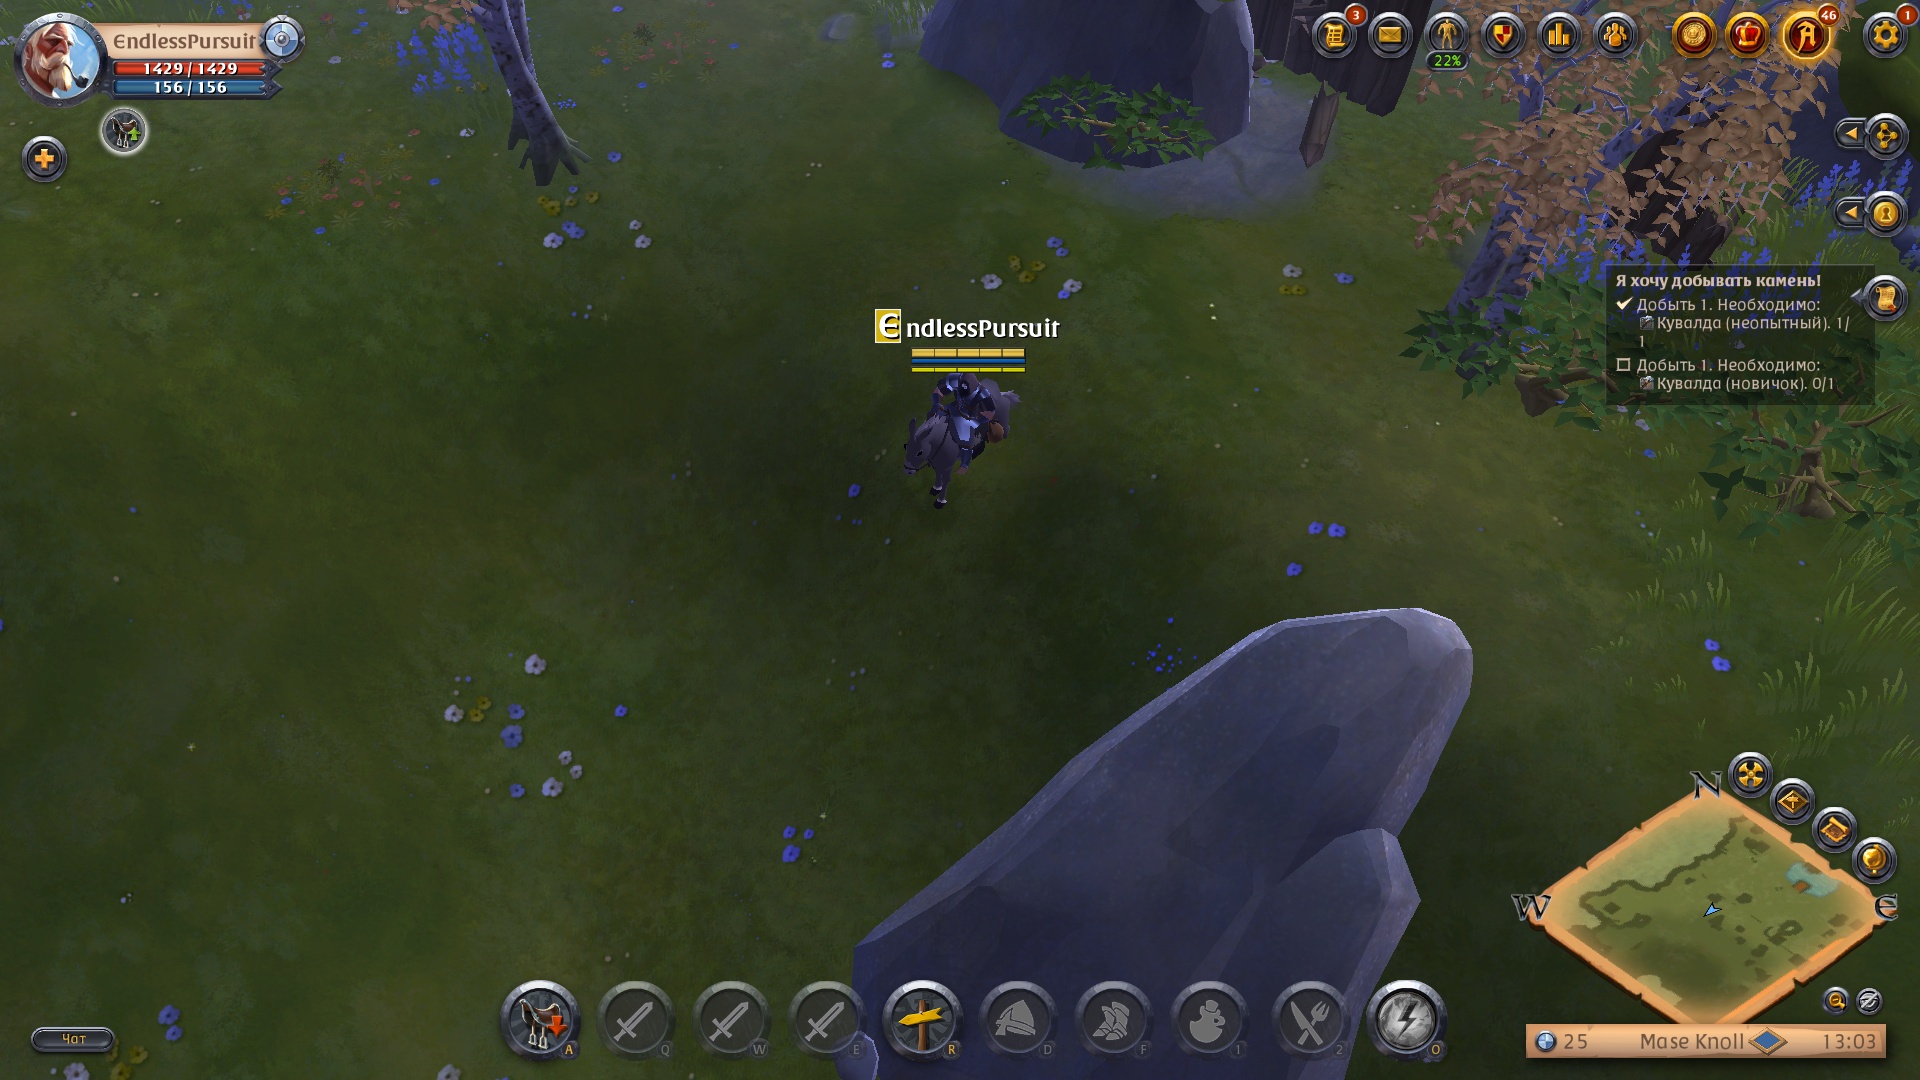 EndlessPursuit
1429 / 1429
156 / 156
3
22%
46
1
EndlessPursuit
Я хочу добывать камень!
Добыть 1. Необходимо:
Кувалда (неопытный). 1/
1
Добыть 1. Необходимо:
Кувалда (новичок). 0/1
N
W
E
A
Q
W
E
R
D
F
1
2
O
Чат
25
Mase Knoll
13:03